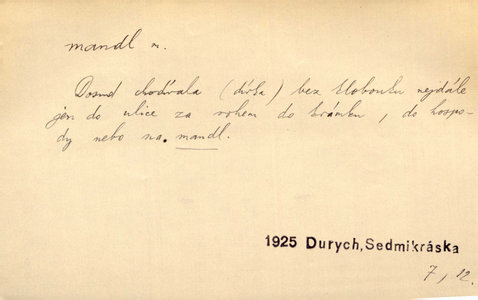 mandl m.
Dosud chodívala (dívka) bez klobouku nejdále
jen do ulice za rohem do krámku, do hospo-
dy nebo na mandl.
1925 Durych, Sedmikráska
7, 12.